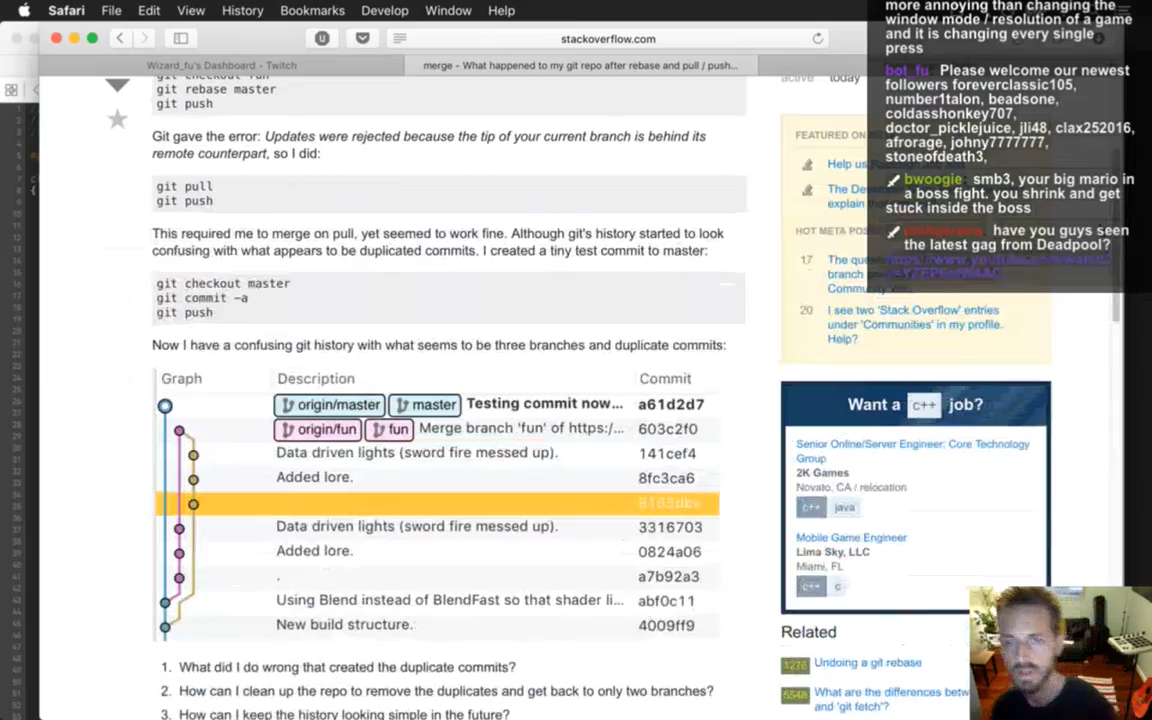 Safari File Edit View History Bookmarks Develop Window Help
stackoverflow.com
Wizard_fu's Dashboard - Twitch
merge - What happened to my git repo after rebase and pull / push...
git rebase master
git push
Git gave the error: Updates were rejected because the tip of your current branch is behind its
remote counterpart, so I did:
git pull
git push
This required me to merge on pull, yet seemed to work fine. Although git's history started to look
confusing with what appears to be duplicated commits. I created a tiny test commit to master:
git checkout master
git commit -a
git push
Now I have a confusing git history with what seems to be three branches and duplicate commits:
Graph Description Commit
origin/master master Testing commit now... a61d2d7
origin/fun fun Merge branch 'fun' of https:/... 603c2f0
Data driven lights (sword fire messed up). 141cef4
Added lore. 8fc3ca6
Data driven lights (sword fire messed up). 3316703
Added lore. 0824a06
. a7b92a3
Using Blend instead of BlendFast so that shader li... abf0c11
New build structure. 4009ff9
1. What did I do wrong that created the duplicate commits?
2. How can I clean up the repo to remove the duplicates and get back to only two branches?
3. How can I keep the history looking simple in the future?
active today
FEATURED ON
Help us
The
explain
HOT META
17 The
branch
20 I see two 'Stack Overflow' entries
under 'Communities' in my profile.
Help?
Want a c++ job?
Senior Online/Server Engineer: Core Technology
Group
2K Games
Novato, CA / relocation
c++ java
Mobile Game Engineer
Lima Sky, LLC
Miami, FL
c++
Related
1276 Undoing a git rebase
5548 What are the differences
and 'git fetch'?
more annoying than changing the
window mode / resolution of a game
and it is changing every single
press
bot_fu Please welcome our newest
followers foreverclassic105,
number1talon, beadsone,
coldasshonkey707,
doctor_picklejuice, jli48, clax252016,
afrorage, johny7777777,
stoneofdeath3,
bwoogie: smb3, your big mario in
a boss fight. you shrink and get
stuck inside the boss
have you guys seen
the latest gag from Deadpool?